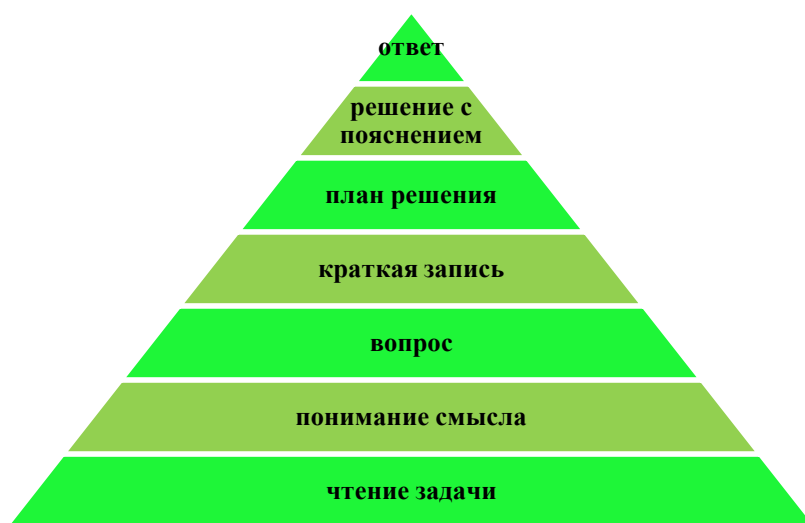 ответ
решение с
пояснением
план решения
краткая запись
вопрос
понимание смысла
чтение задачи